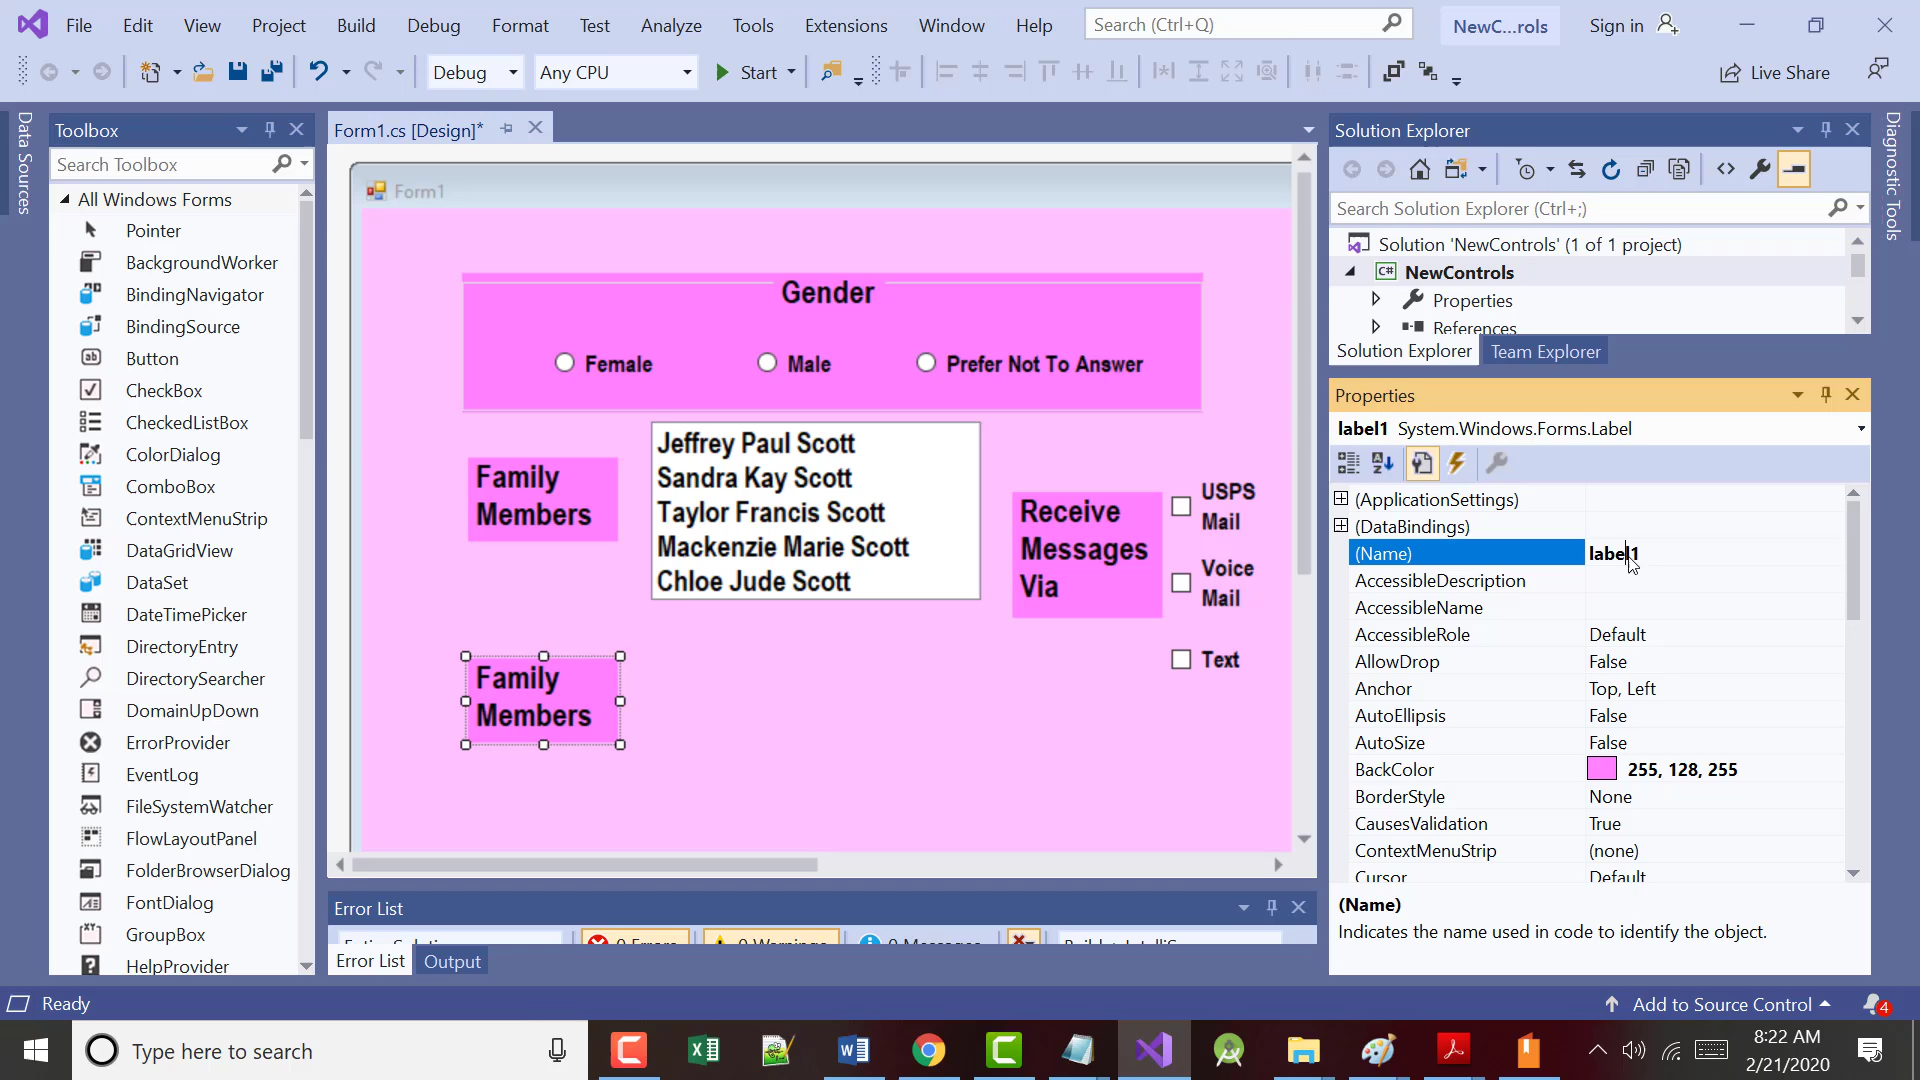 File Edit View Project Build Debug Format Test Analyze Tools Extensions Window Help Search (Ctrl+Q) NewC...rols Sign in
Debug Any CPU Start Live Share
Data Sources
Toolbox
Search Toolbox
All Windows Forms
Pointer
BackgroundWorker
BindingNavigator
BindingSource
Button
CheckBox
CheckedListBox
ColorDialog
ComboBox
ContextMenuStrip
DataGridView
DataSet
DateTimePicker
DirectoryEntry
DirectorySearcher
DomainUpDown
ErrorProvider
EventLog
FileSystemWatcher
FlowLayoutPanel
FolderBrowserDialog
FontDialog
GroupBox
HelpProvider
Form1.cs [Design]*
Form1
Gender
Female Male Prefer Not To Answer
Family
Members
Jeffrey Paul Scott
Sandra Kay Scott
Taylor Francis Scott
Mackenzie Marie Scott
Chloe Jude Scott
Receive
Messages
Via
USPS
Mail
Voice
Mail
Text
Family
Members
Error List
0 Errors 0 Warnings 0 Messages
Error List Output
Solution Explorer
Search Solution Explorer (Ctrl+;)
Solution 'NewControls' (1 of 1 project)
C# NewControls
Properties
References
Solution Explorer Team Explorer
Properties
label1 System.Windows.Forms.Label
(ApplicationSettings)
(DataBindings)
(Name) label1
AccessibleDescription
AccessibleName
AccessibleRole Default
AllowDrop False
Anchor Top, Left
AutoEllipsis False
AutoSize False
BackColor 255, 128, 255
BorderStyle None
CausesValidation True
ContextMenuStrip (none)
Cursor Default
(Name)
Indicates the name used in code to identify the object.
Diagnostic Tools
Ready Add to Source Control 4
Type here to search
8:22 AM
2/21/2020